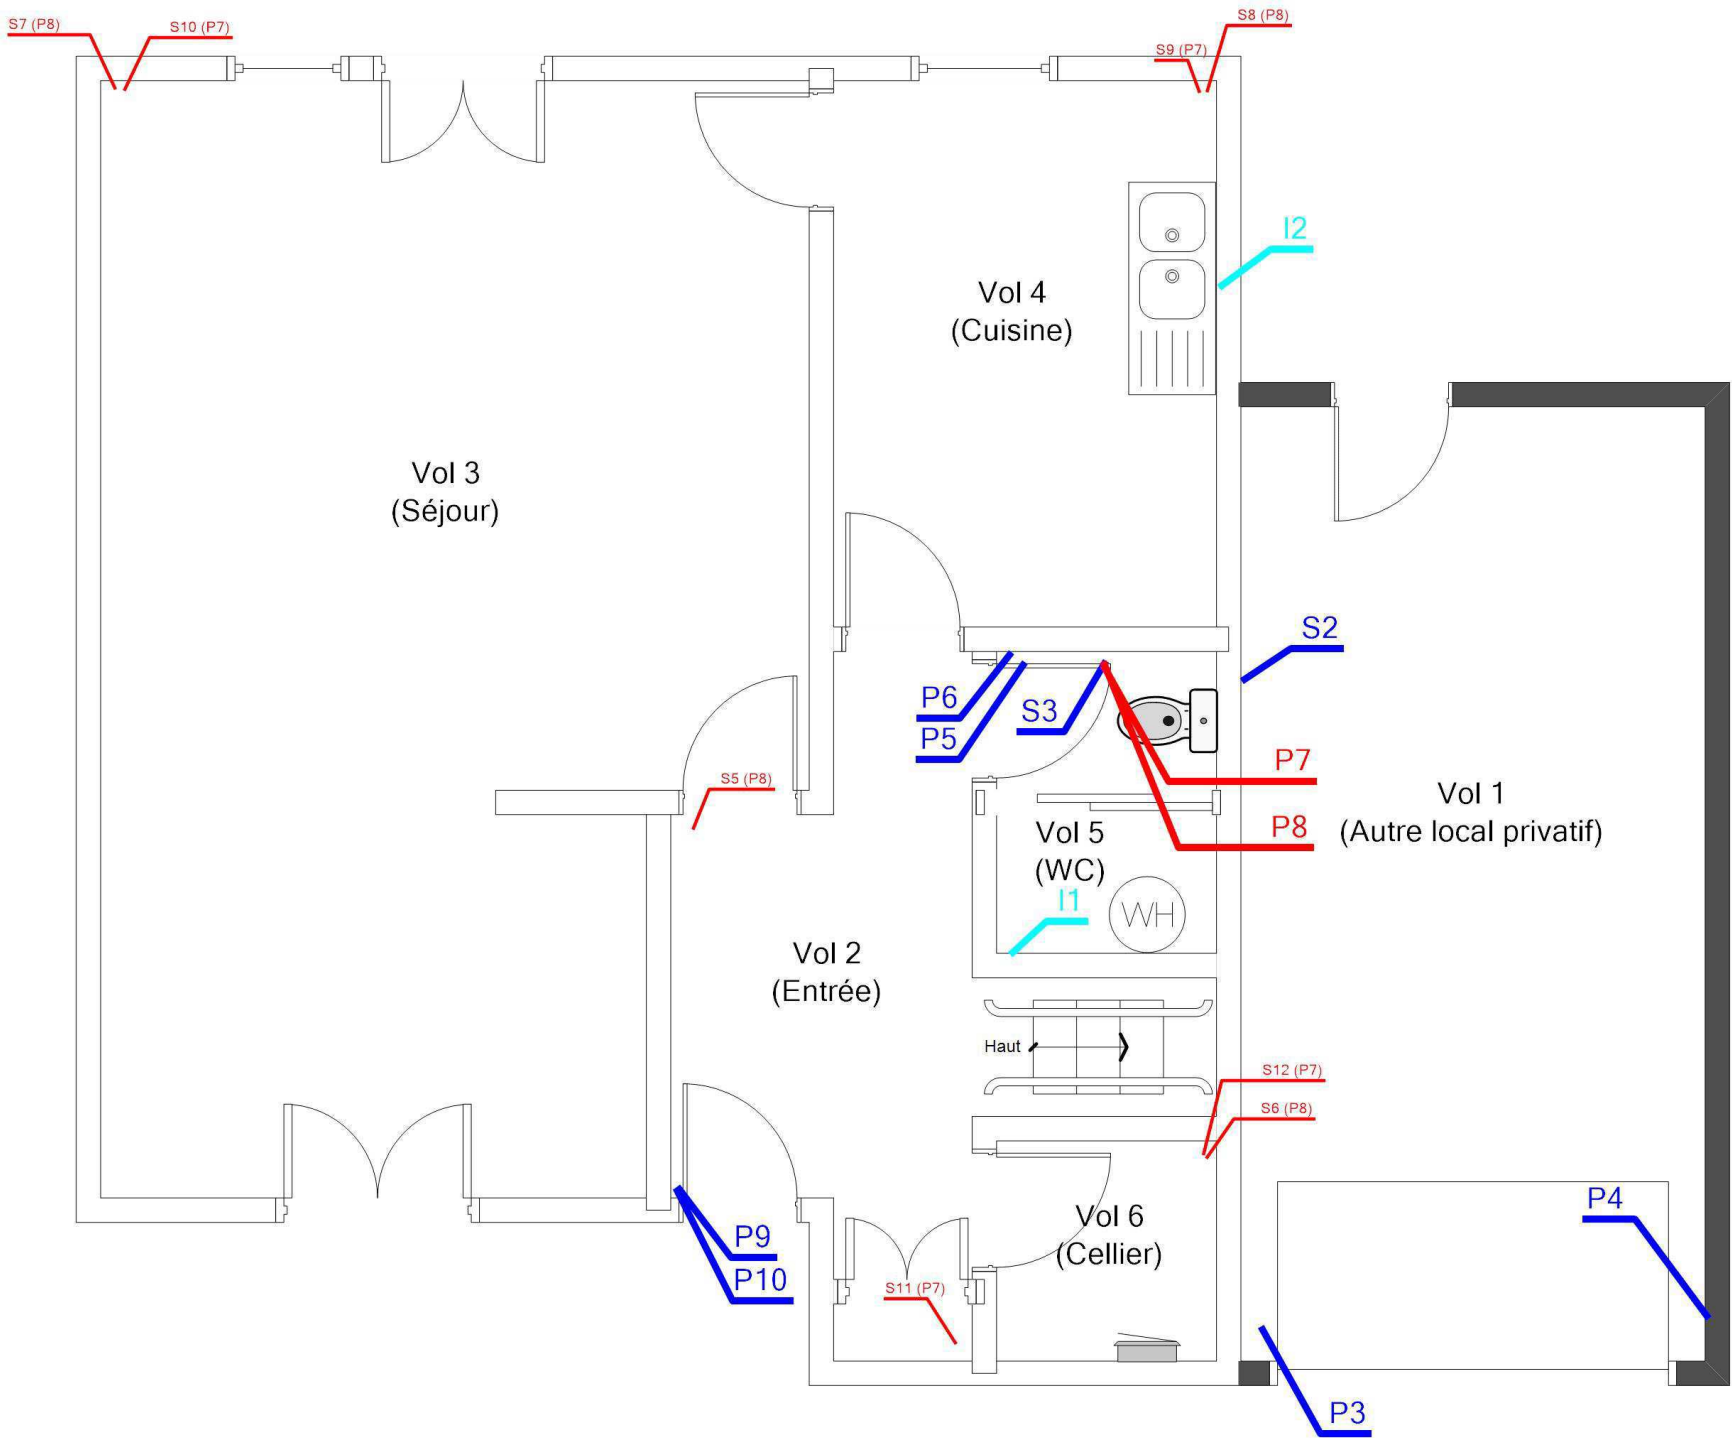 S7 (P8)
S10 (P7)
S8 (P8)
S9 (P7)
I2
Vol 4
(Cuisine)
Vol 3
(Séjour)
S2
P6
S3
P5
P7
S5 (P8)
Vol 1
(Autre local privatif)
P8
Vol 5
(WC)
I1
WH
Vol 2
(Entrée)
Haut
S12 (P7)
S6 (P8)
P4
Vol 6
(Cellier)
P9
P10
S11 (P7)
P3